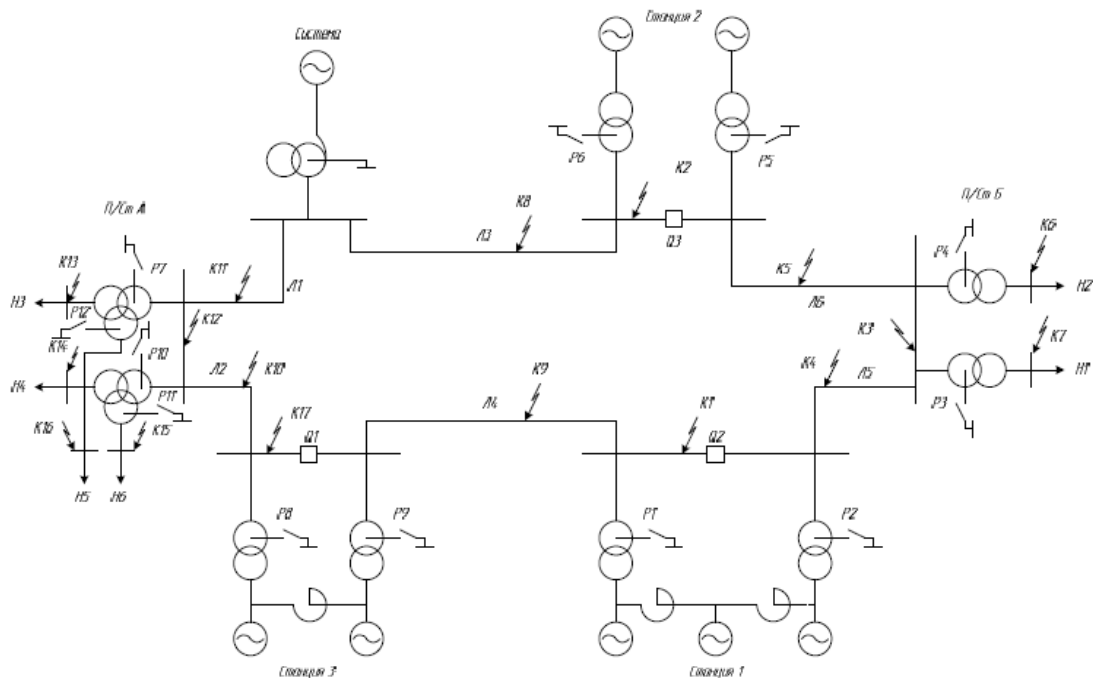 Станция 2
Система
Р6
К2
Р5
Q3
П/Ст А
П/Ст Б
К8
Л3
К13
Р7
К11
Л1
К5
Л6
Р4
К6
Н3
Н2
Р12
К14
Р10
К12
К3
К7
Н4
Л2
К10
К9
Л4
К4
Л5
Н1
Р11
К16
К15
К17
Q1
К1
Q2
Р3
Н5
Н6
Р8
Р9
Р1
Р2
Станция 3
Станция 1